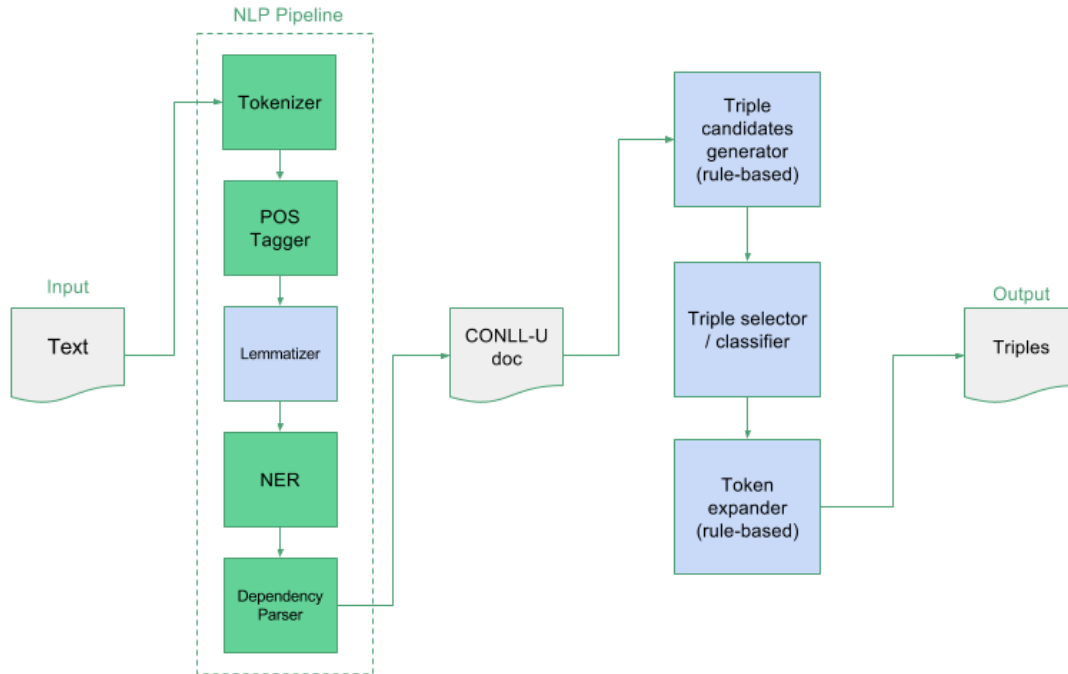 NLP Pipeline
Tokenizer
POS
Tagger
Lemmatizer
NER
Dependency
Parser
Input
Text
CONLL-U
doc
Triple
candidates
generator
(rule-based)
Triple selector
/ classifier
Token
expander
(rule-based)
Output
Triples